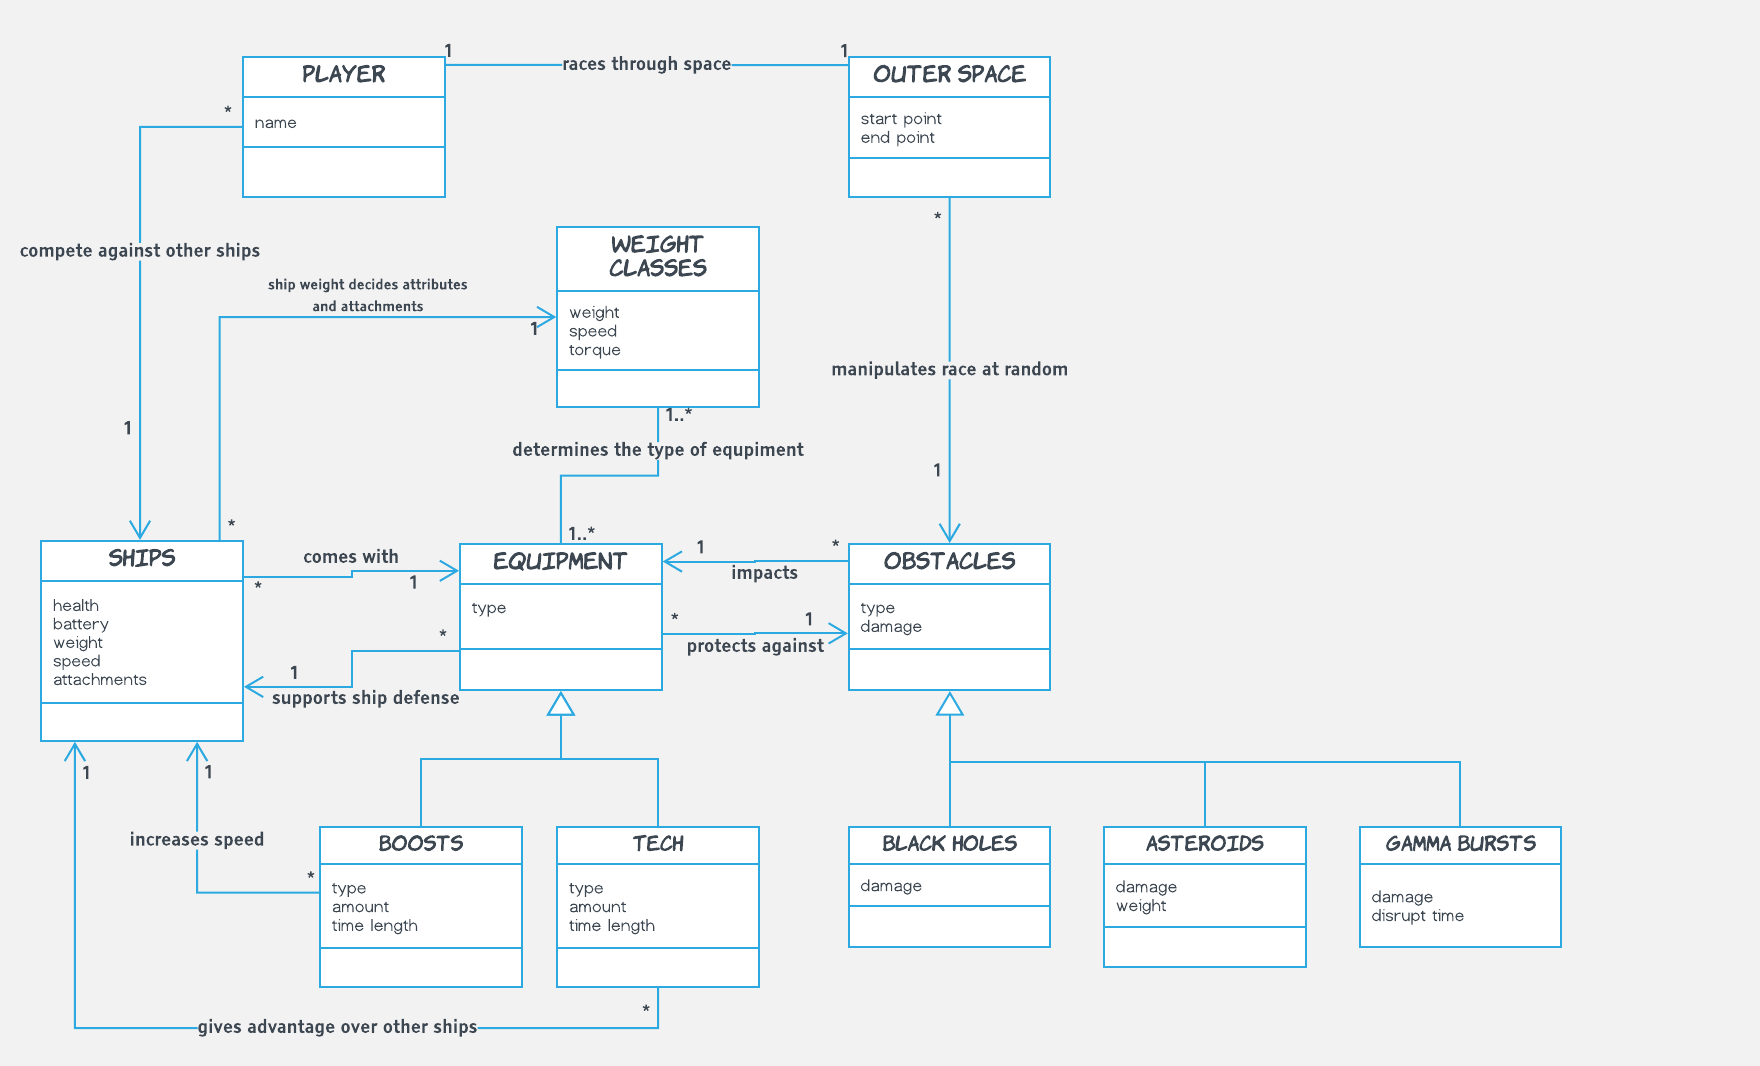 1
1
PLAYER
races through space
OUTER SPACE
*
name
start point
end point
*
compete against other ships
WEIGHT
CLASSES
ship weight decides attributes
and attachments
weight
speed
torque
1
manipulates race at random
1..*
1
determines the type of equpiment
1
*
1..*
SHIPS
comes with
*
1
EQUIPMENT
1
*
impacts
OBSTACLES
health
battery
weight
speed
attachments
type
*
1
protects against
type
damage
*
1
supports ship defense
1
1
increases speed
*
BOOSTS
type
amount
time length
TECH
type
amount
time length
BLACK HOLES
damage
ASTEROIDS
damage
weight
GAMMA BURSTS
damage
disrupt time
*
gives advantage over other ships